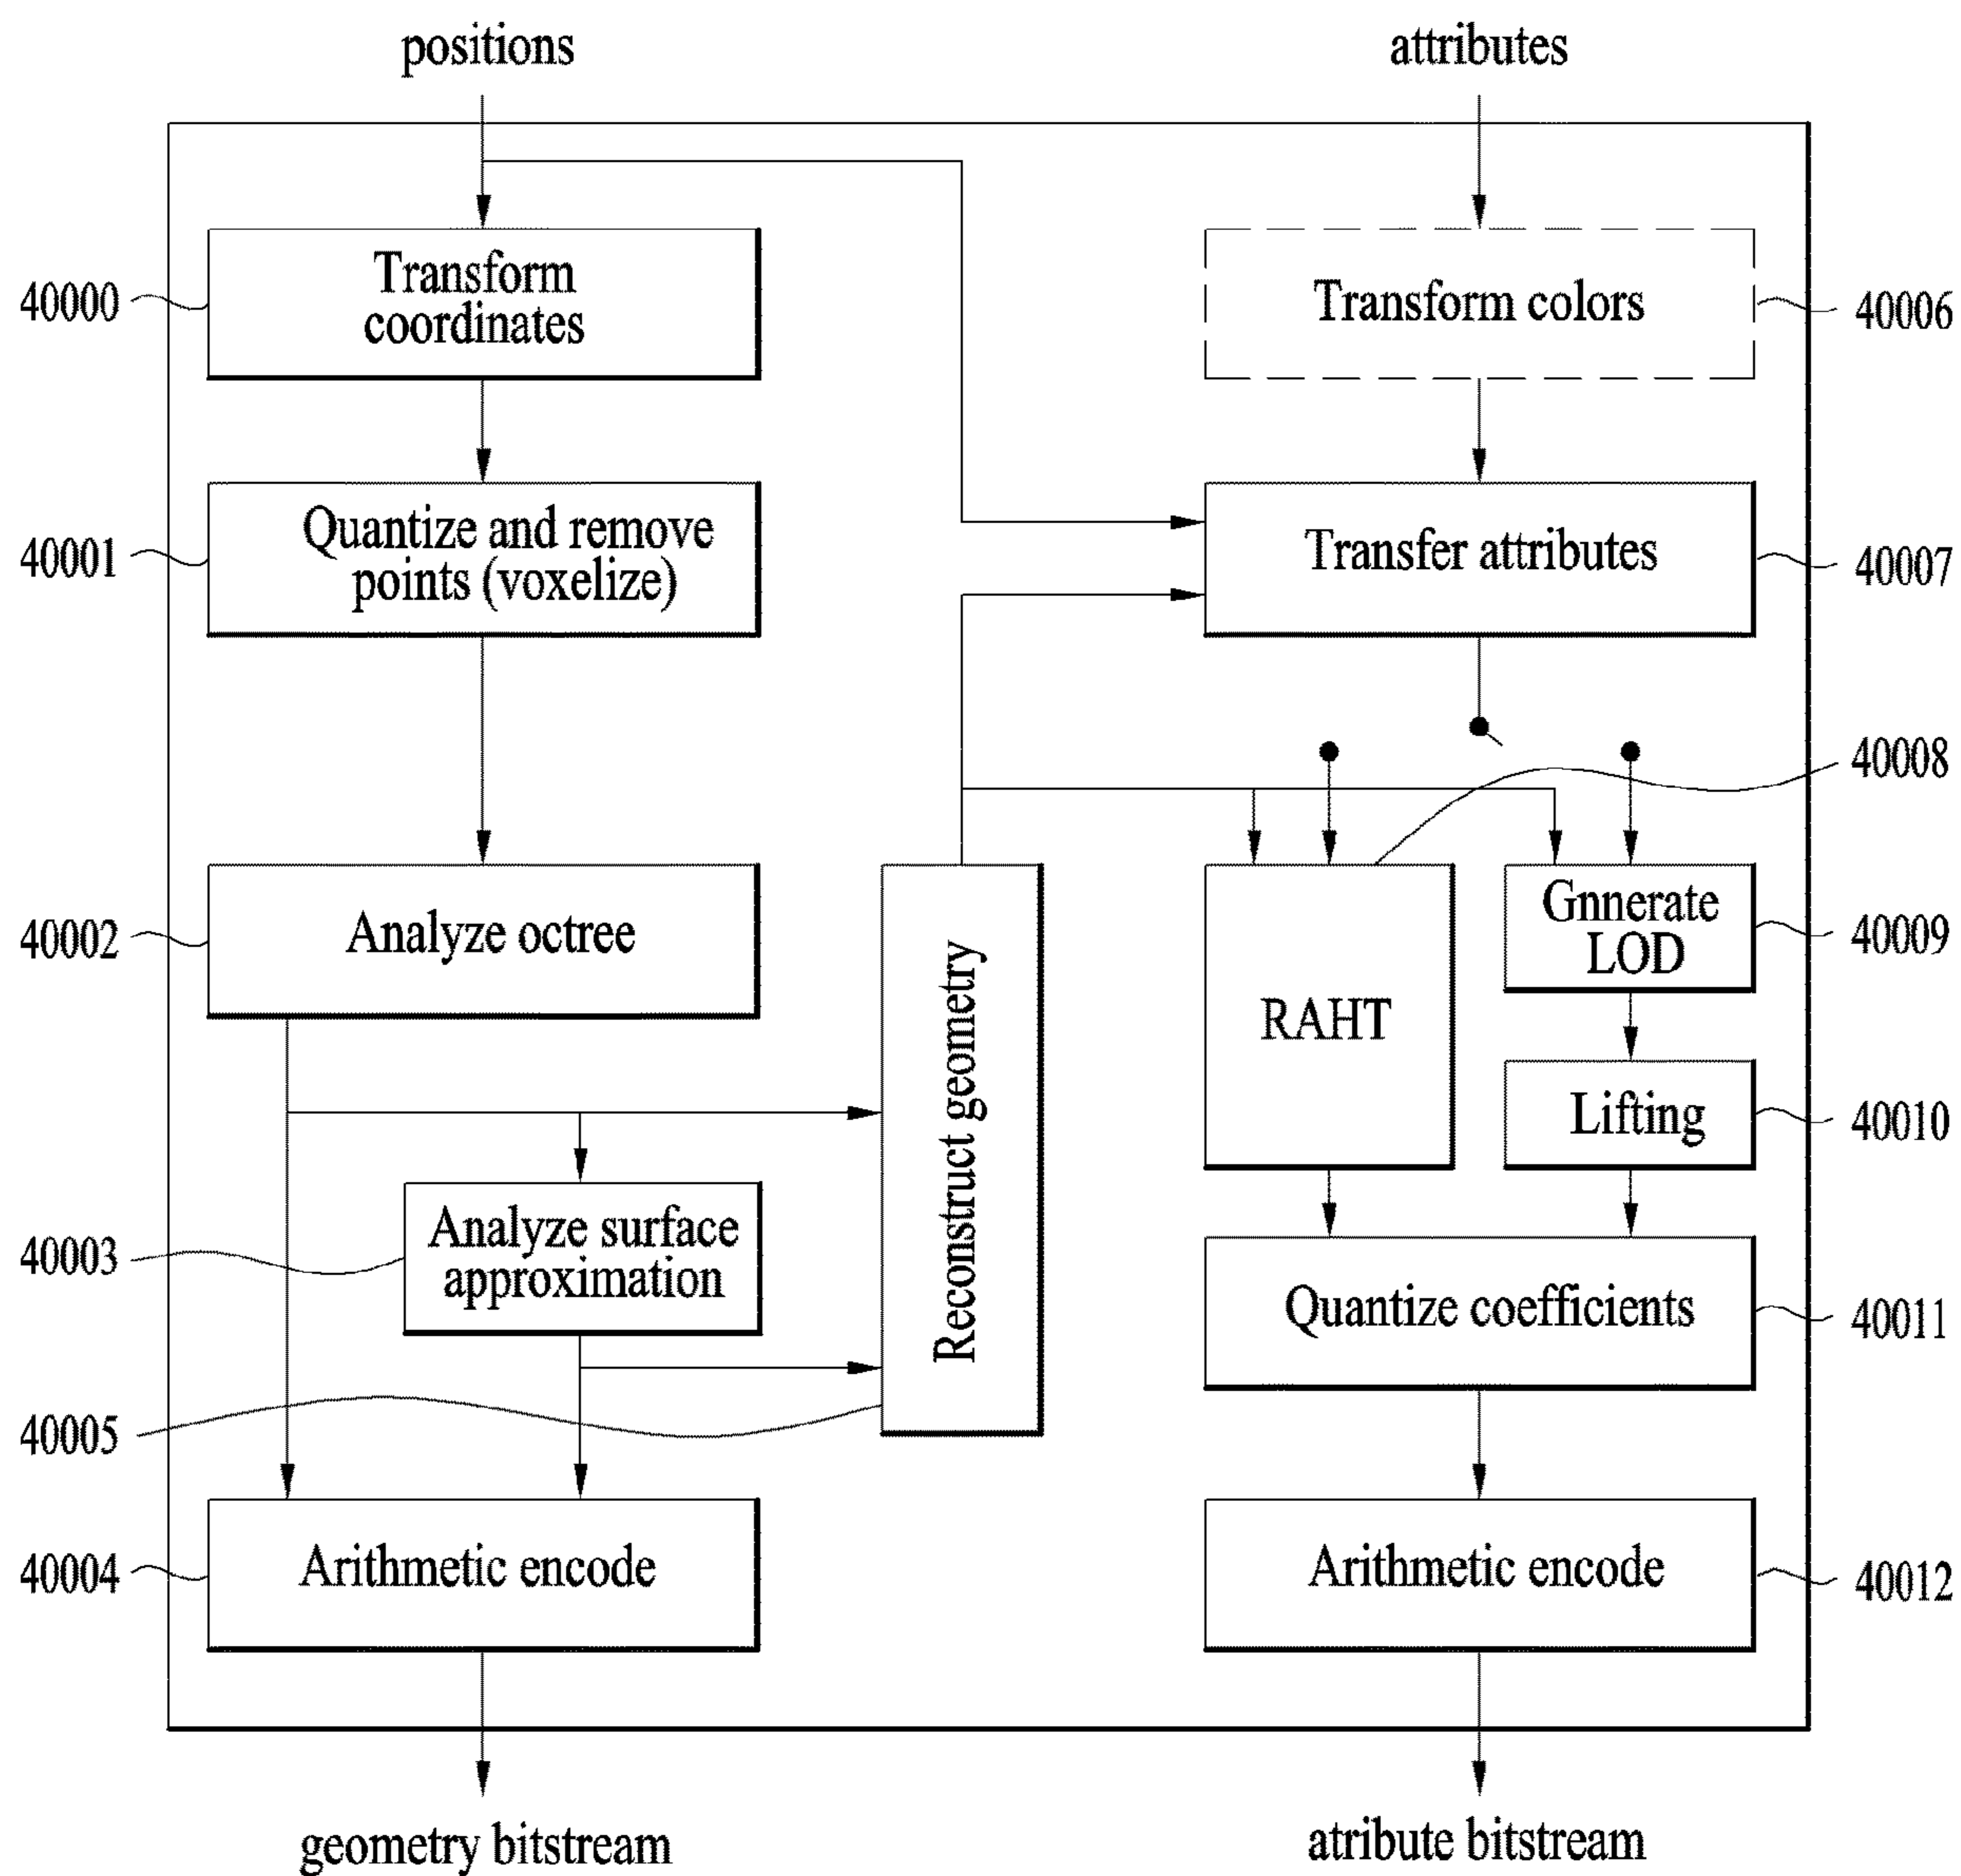 positions
attributes
Transform
coordinates
40000
Transform colors
40006
Quantize and remove
points (voxelize)
40001
Transfer attributes
40007
40008
Analyze octree
40002
Reconstruct geometry
RAHT
Gnnerate
LOD
40009
Lifting
40010
Analyze surface
approximation
40003
Quantize coefficients
40011
40005
Arithmetic encode
40004
Arithmetic encode
40012
geometry bitstream
atribute bitstream